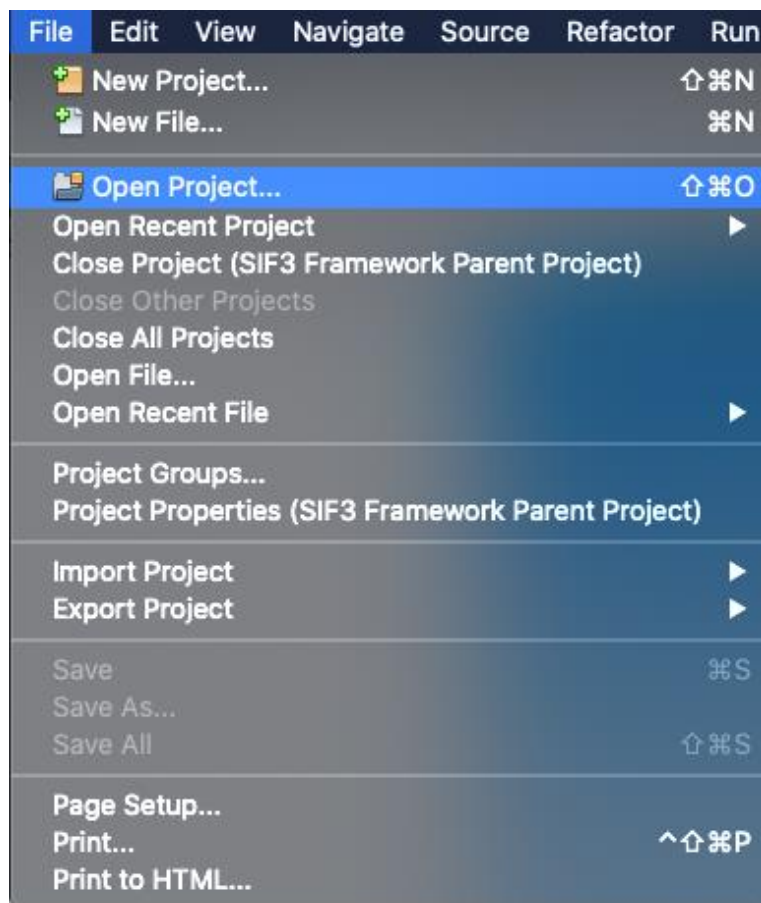 File Edit View Navigate Source Refactor Run
New Project... ⇧⌘N
New File... ⌘N
Open Project... ⇧⌘O
Open Recent Project ▶
Close Project (SIF3 Framework Parent Project)
Close Other Projects
Close All Projects
Open File...
Open Recent File ▶
Project Groups...
Project Properties (SIF3 Framework Parent Project)
Import Project ▶
Export Project ▶
Save ⌘S
Save As...
Save All ⇧⌘S
Page Setup...
Print... ^⇧⌘P
Print to HTML...